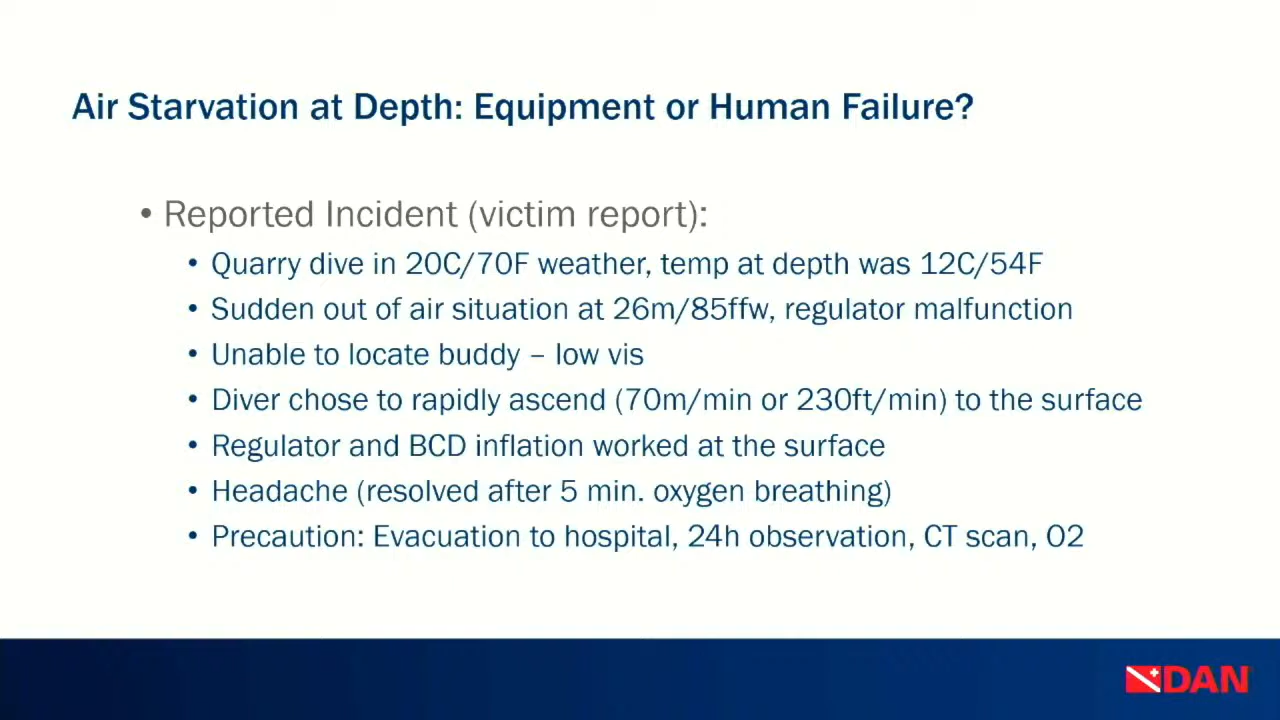 Air Starvation at Depth: Equipment or Human Failure?
• Reported Incident (victim report):
• Quarry dive in 20C/70F weather, temp at depth was 12C/54F
• Sudden out of air situation at 26m/85ffw, regulator malfunction
• Unable to locate buddy – low vis
• Diver chose to rapidly ascend (70m/min or 230ft/min) to the surface
• Regulator and BCD inflation worked at the surface
• Headache (resolved after 5 min. oxygen breathing)
• Precaution: Evacuation to hospital, 24h observation, CT scan, O2
DAN